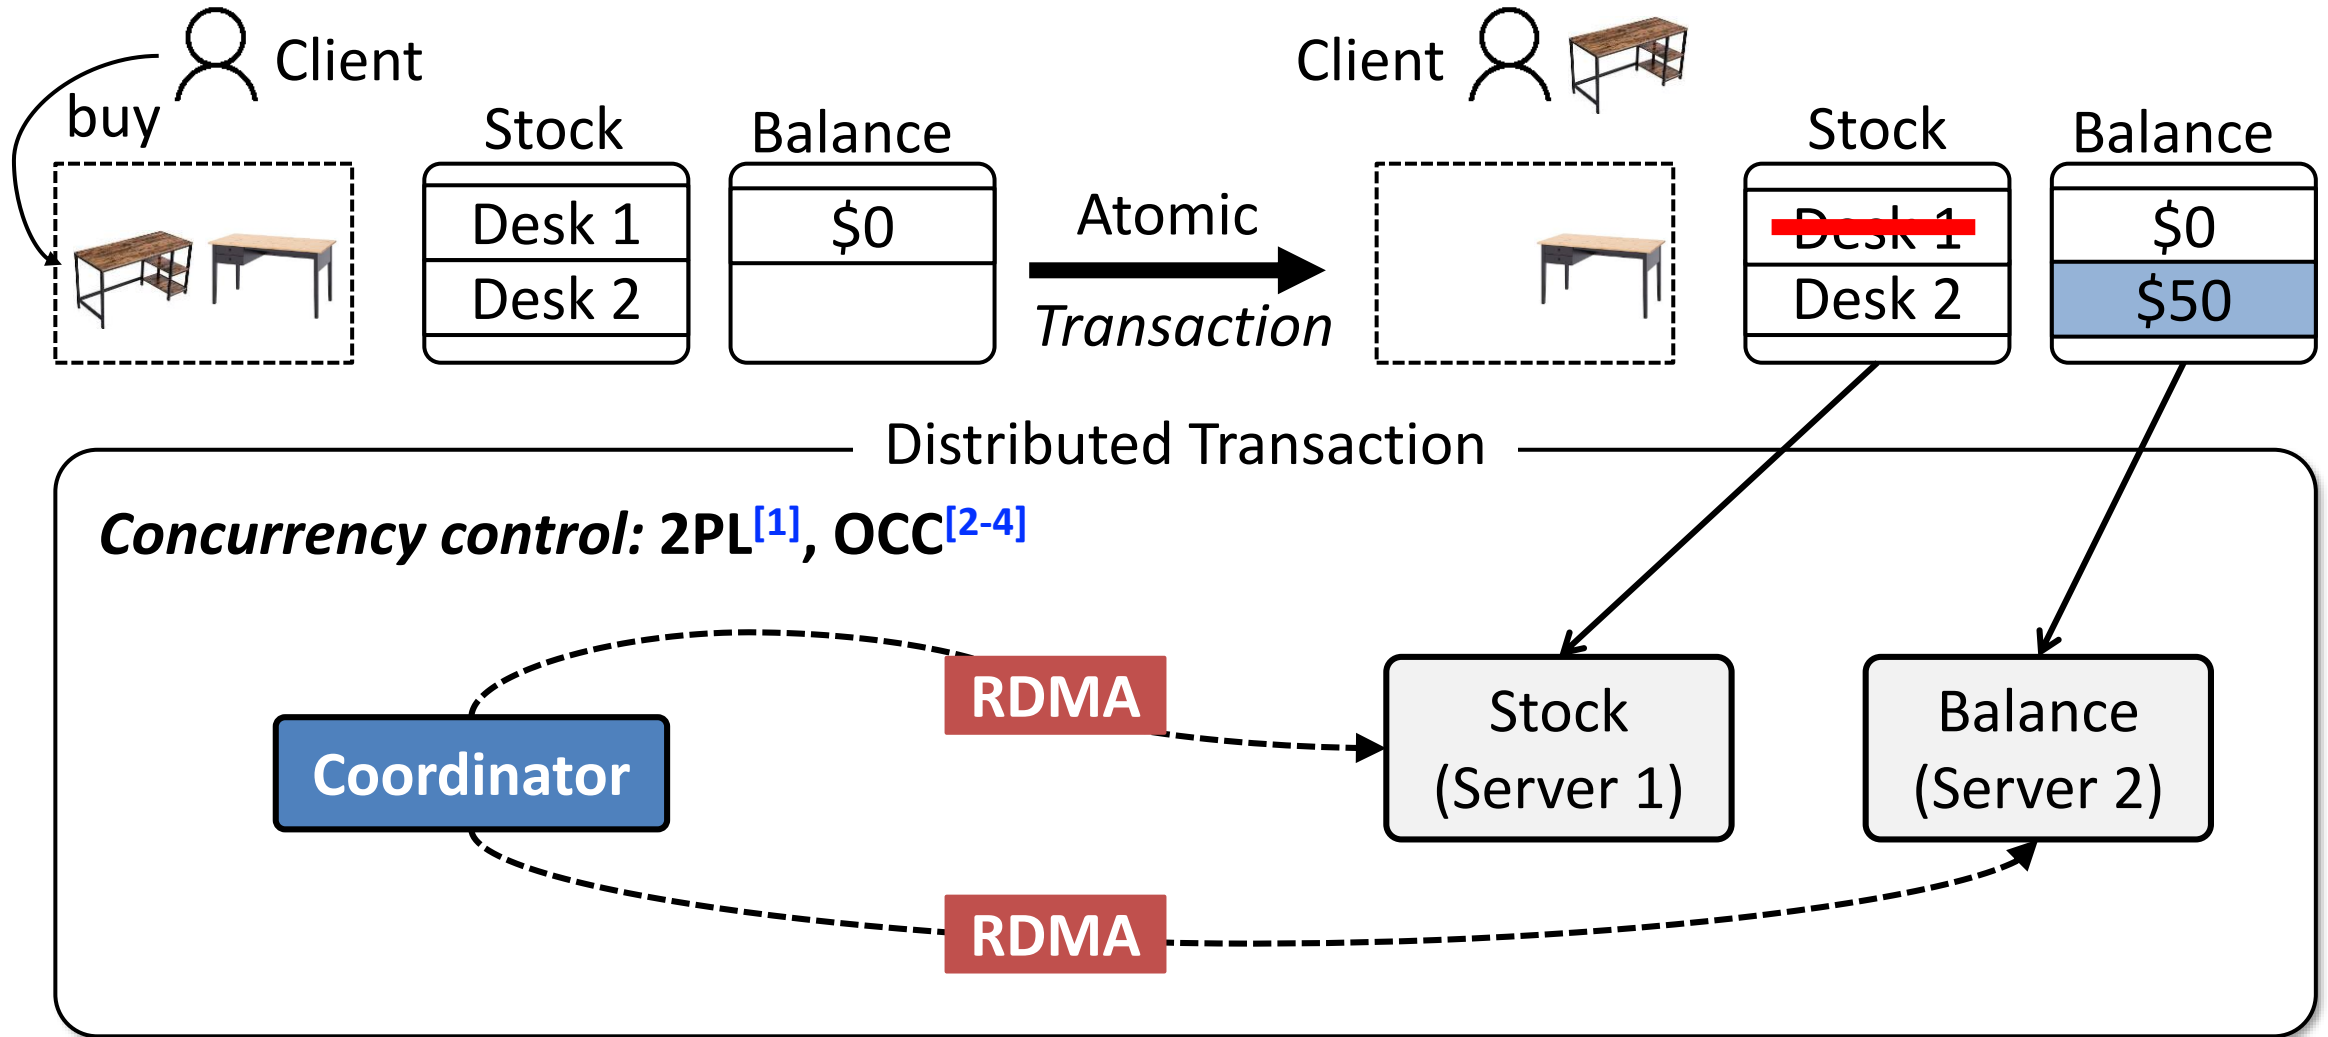 Client
buy
Stock
Balance
Desk 1
$0
Desk 2
Atomic
Transaction
Client
Stock
Balance
Desk 1
$0
Desk 2
$50
Distributed Transaction
Concurrency control: 2PL[1], OCC[2-4]
RDMA
Coordinator
Stock
(Server 1)
Balance
(Server 2)
RDMA